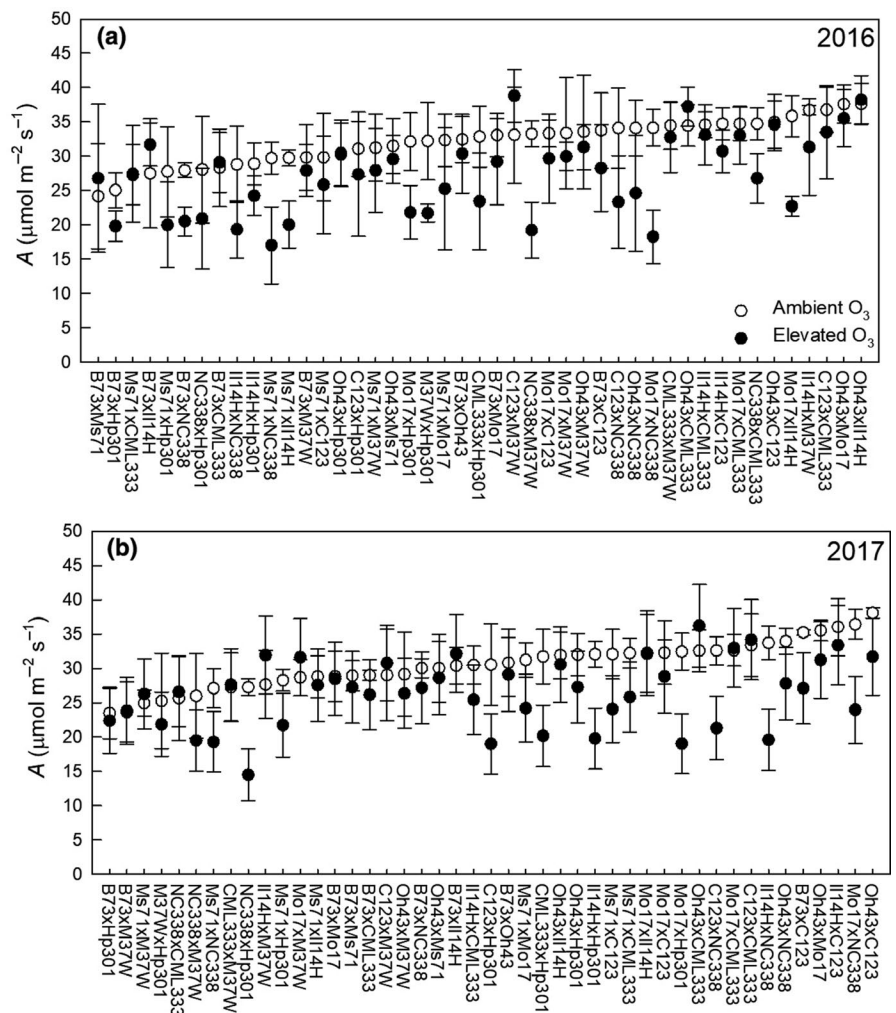 (a)
2016
50
45
40
35
30
25
20
15
10
5
0
A (μmol m⁻² s⁻¹)
Ambient O₃
Elevated O₃
B73xMs71
B73xHp301
Ms71xCML333
B73xIl14H
Ms71xHp301
B73xNC338
NC338xHp301
B73xCML333
Il14HxNC338
Il14HxHp301
Ms71xNC338
Ms71xIl14H
B73xM37W
Ms71xC123
Oh43xHp301
C123xHp301
Ms71xM37W
Oh43xMs71
Mo17xHp301
M37WxHp301
Ms71xMo17
B73xOh43
CML333xHp301
B73xMo17
C123xM37W
NC338xM37W
Mo17xC123
Mo17xM37W
Oh43xM37W
B73xC123
C123xNC338
Oh43xNC338
Mo17xNC338
CML333xM37W
Oh43xCML333
Il14HxCML333
Il14HxC123
Mo17xCML333
NC338xCML333
Oh43xC123
Mo17xIl14H
Il14HxM37W
C123xCML333
Oh43xMo17
Oh43xIl14H
(b)
2017
50
45
40
35
30
25
20
15
10
5
0
A (μmol m⁻² s⁻¹)
B73xHp301
B73xM37W
Ms71xM37W
M37WxHp301
NC338xCML333
NC338xM37W
Ms71xNC338
CML333xM37W
NC338xHp301
Il14HxM37W
Ms71xHp301
Mo17xM37W
Ms71xIl14H
B73xMo17
B73xMs71
B73xCML333
C123xM37W
Oh43xM37W
B73xNC338
Oh43xMs71
B73xIl14H
Il14HxCML333
C123xHp301
B73xOh43
Ms71xMo17
CML333xHp301
Oh43xIl14H
Oh43xHp301
Il14HxHp301
Ms71xC123
Ms71xCML333
Mo17xIl14H
Mo17xC123
Mo17xHp301
Oh43xCML333
C123xNC338
Mo17xCML333
C123xCML333
Il14HxNC338
Oh43xNC338
B73xC123
Oh43xMo17
Il14HxC123
Mo17xNC338
Oh43xC123